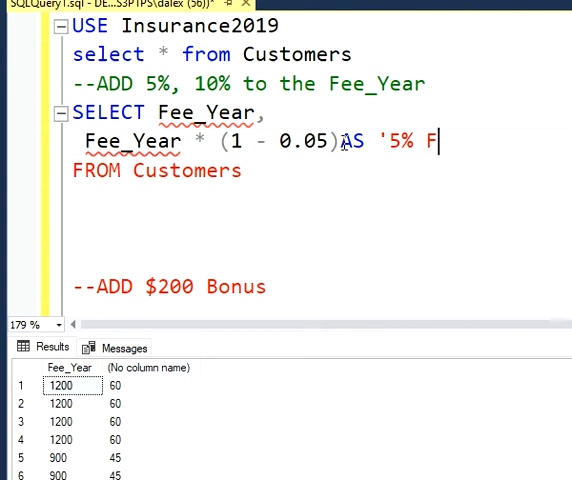 SQLQuery1.sql - DE...S3PTPS\dalex (56))*
USE Insurance2019
select * from Customers
--ADD 5%, 10% to the Fee_Year
SELECT Fee_Year,
Fee_Year * (1 - 0.05)AS '5% F
FROM Customers
--ADD $200 Bonus
179 %
Results Messages
Fee_Year (No column name)
1 1200 60
2 1200 60
3 1200 60
4 1200 60
5 900 45
6 900 45